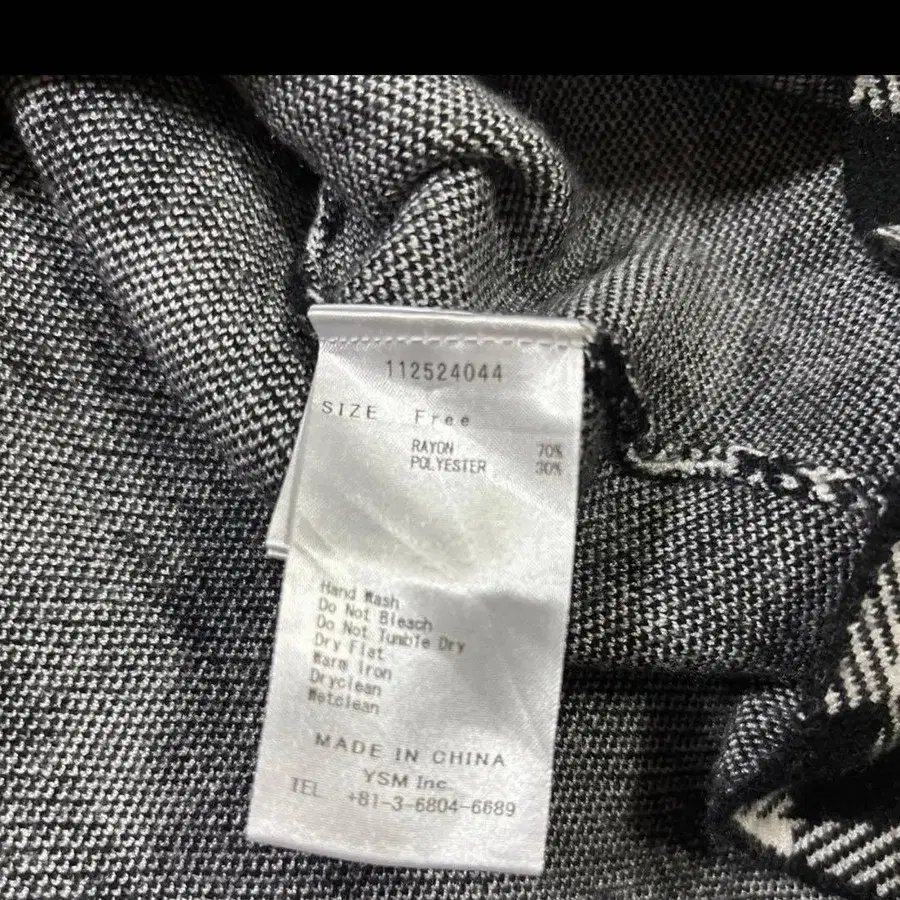 112524044
SIZE Free
RAYON 70%
POLYESTER 30%
Hand Wash
Do Not Bleach
Do Not Tumble Dry
Dry Flat
Warm Iron
Dryclean
Wetclean
MADE IN CHINA
YSM Inc.
TEL +81-3-6804-6689